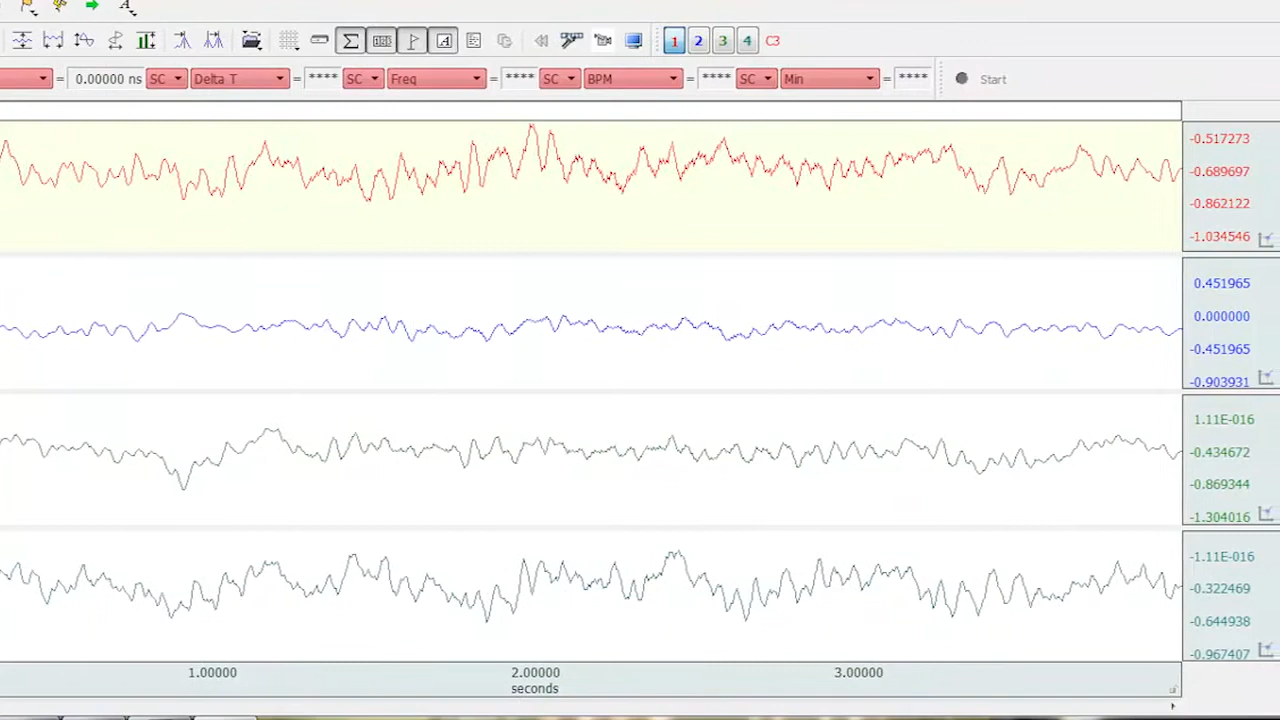 1 2 3 4 C3
= 0.00000 ns SC Delta T = **** SC Freq = **** SC BPM = **** SC Min = **** Start
-0.517273
-0.689697
-0.862122
-1.034546
0.451965
0.000000
-0.451965
-0.903931
1.11E-016
-0.434672
-0.869344
-1.304016
-1.11E-016
-0.322469
-0.644938
-0.967407
1.00000 2.00000 3.00000
seconds